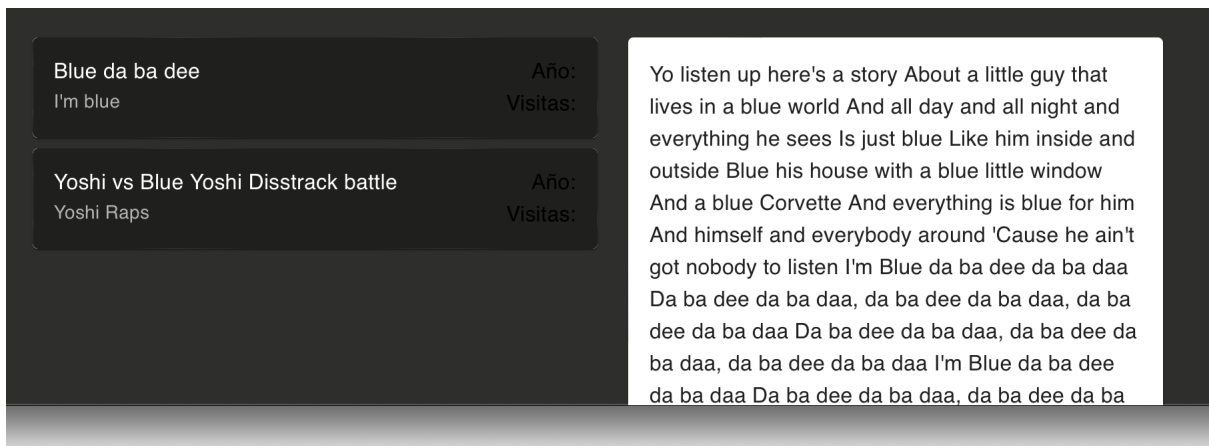 Blue da ba dee
Año:
I'm blue
Visitas:
Yoshi vs Blue Yoshi Disstrack battle
Año:
Yoshi Raps
Visitas:
Yo listen up here's a story About a little guy that
lives in a blue world And all day and all night and
everything he sees Is just blue Like him inside and
outside Blue his house with a blue little window
And a blue Corvette And everything is blue for him
And himself and everybody around 'Cause he ain't
got nobody to listen I'm Blue da ba dee da ba daa
Da ba dee da ba daa, da ba dee da ba daa, da ba
dee da ba daa Da ba dee da ba daa, da ba dee da
ba daa, da ba dee da ba daa I'm Blue da ba dee
da ba daa Da ba dee da ba daa, da ba dee da ba